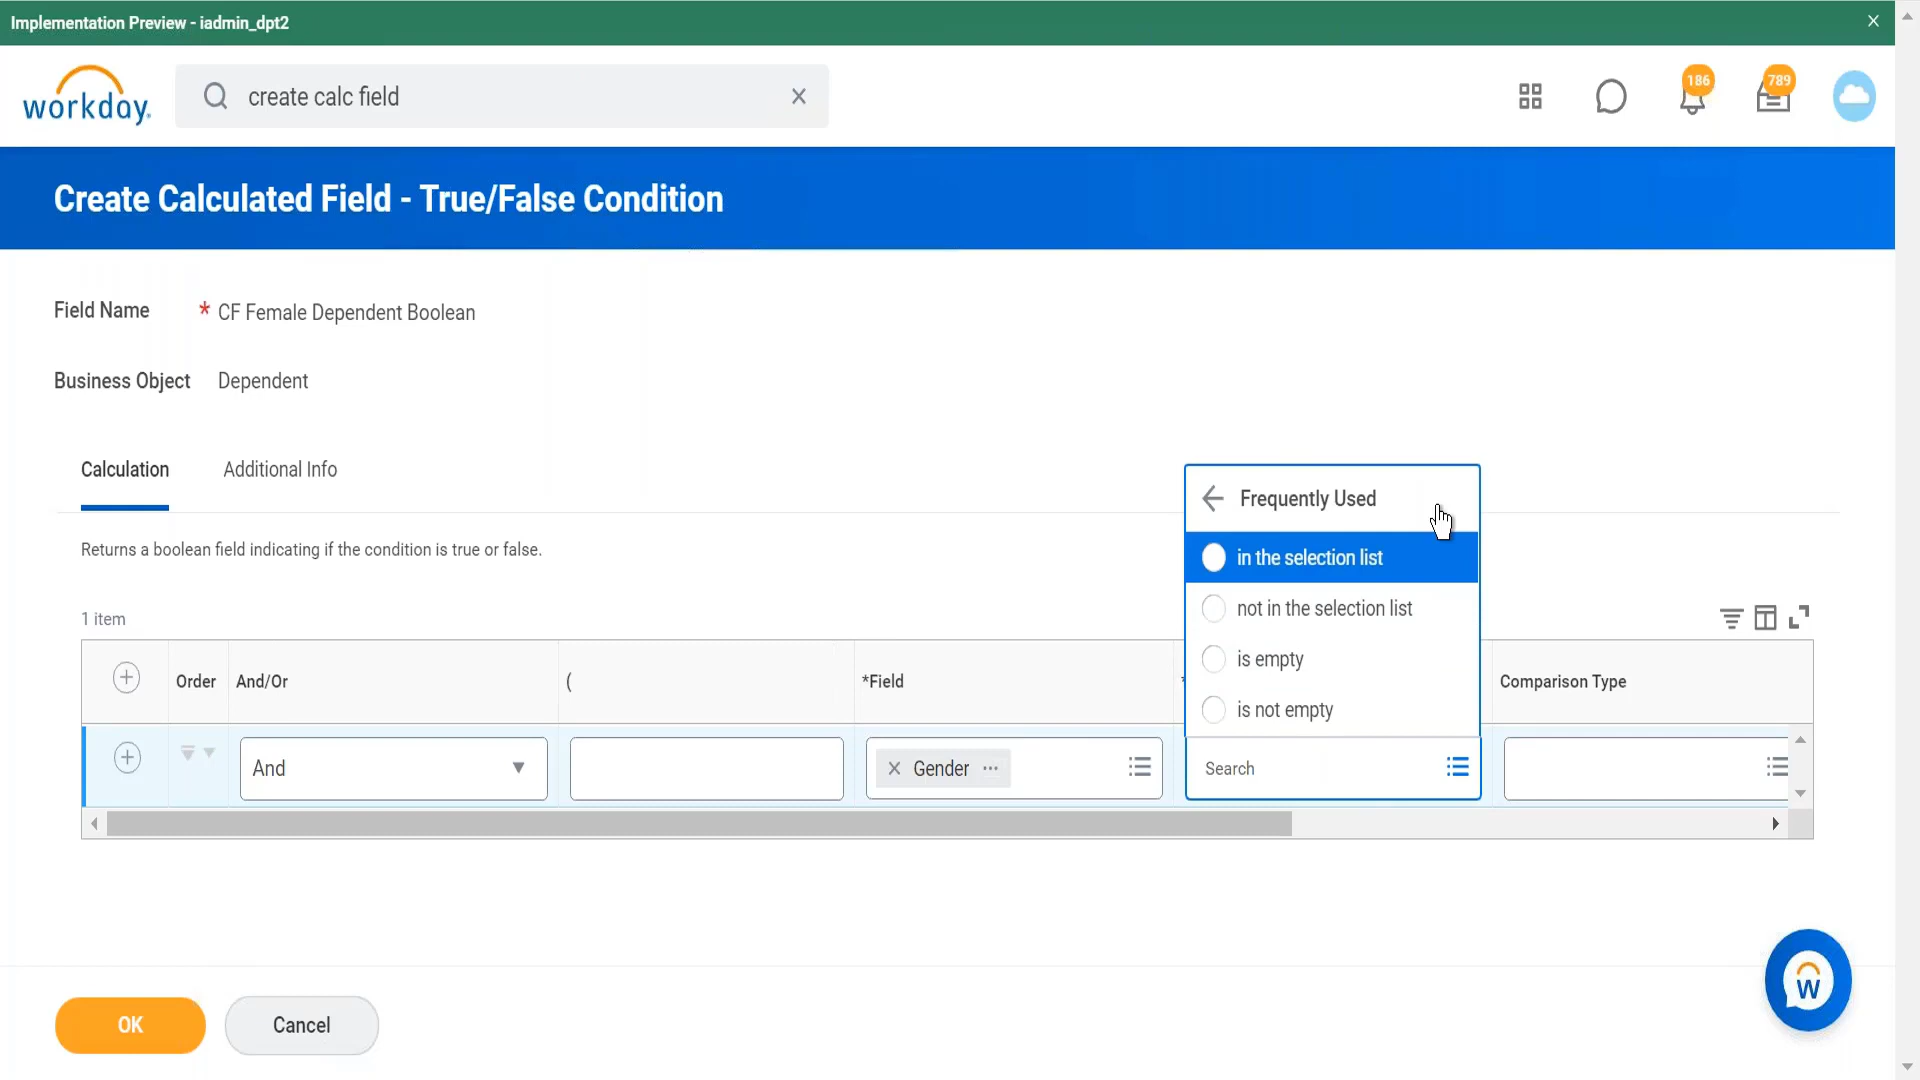 Implementation Preview - iadmin_dpt2
workday.
create calc field
186
789
Create Calculated Field - True/False Condition
Field Name * CF Female Dependent Boolean
Business Object Dependent
Calculation Additional Info
Frequently Used
Returns a boolean field indicating if the condition is true or false.
in the selection list
not in the selection list
is empty
is not empty
1 item
Order And/Or ( *Field Comparison Type
And Gender Search
OK Cancel
W